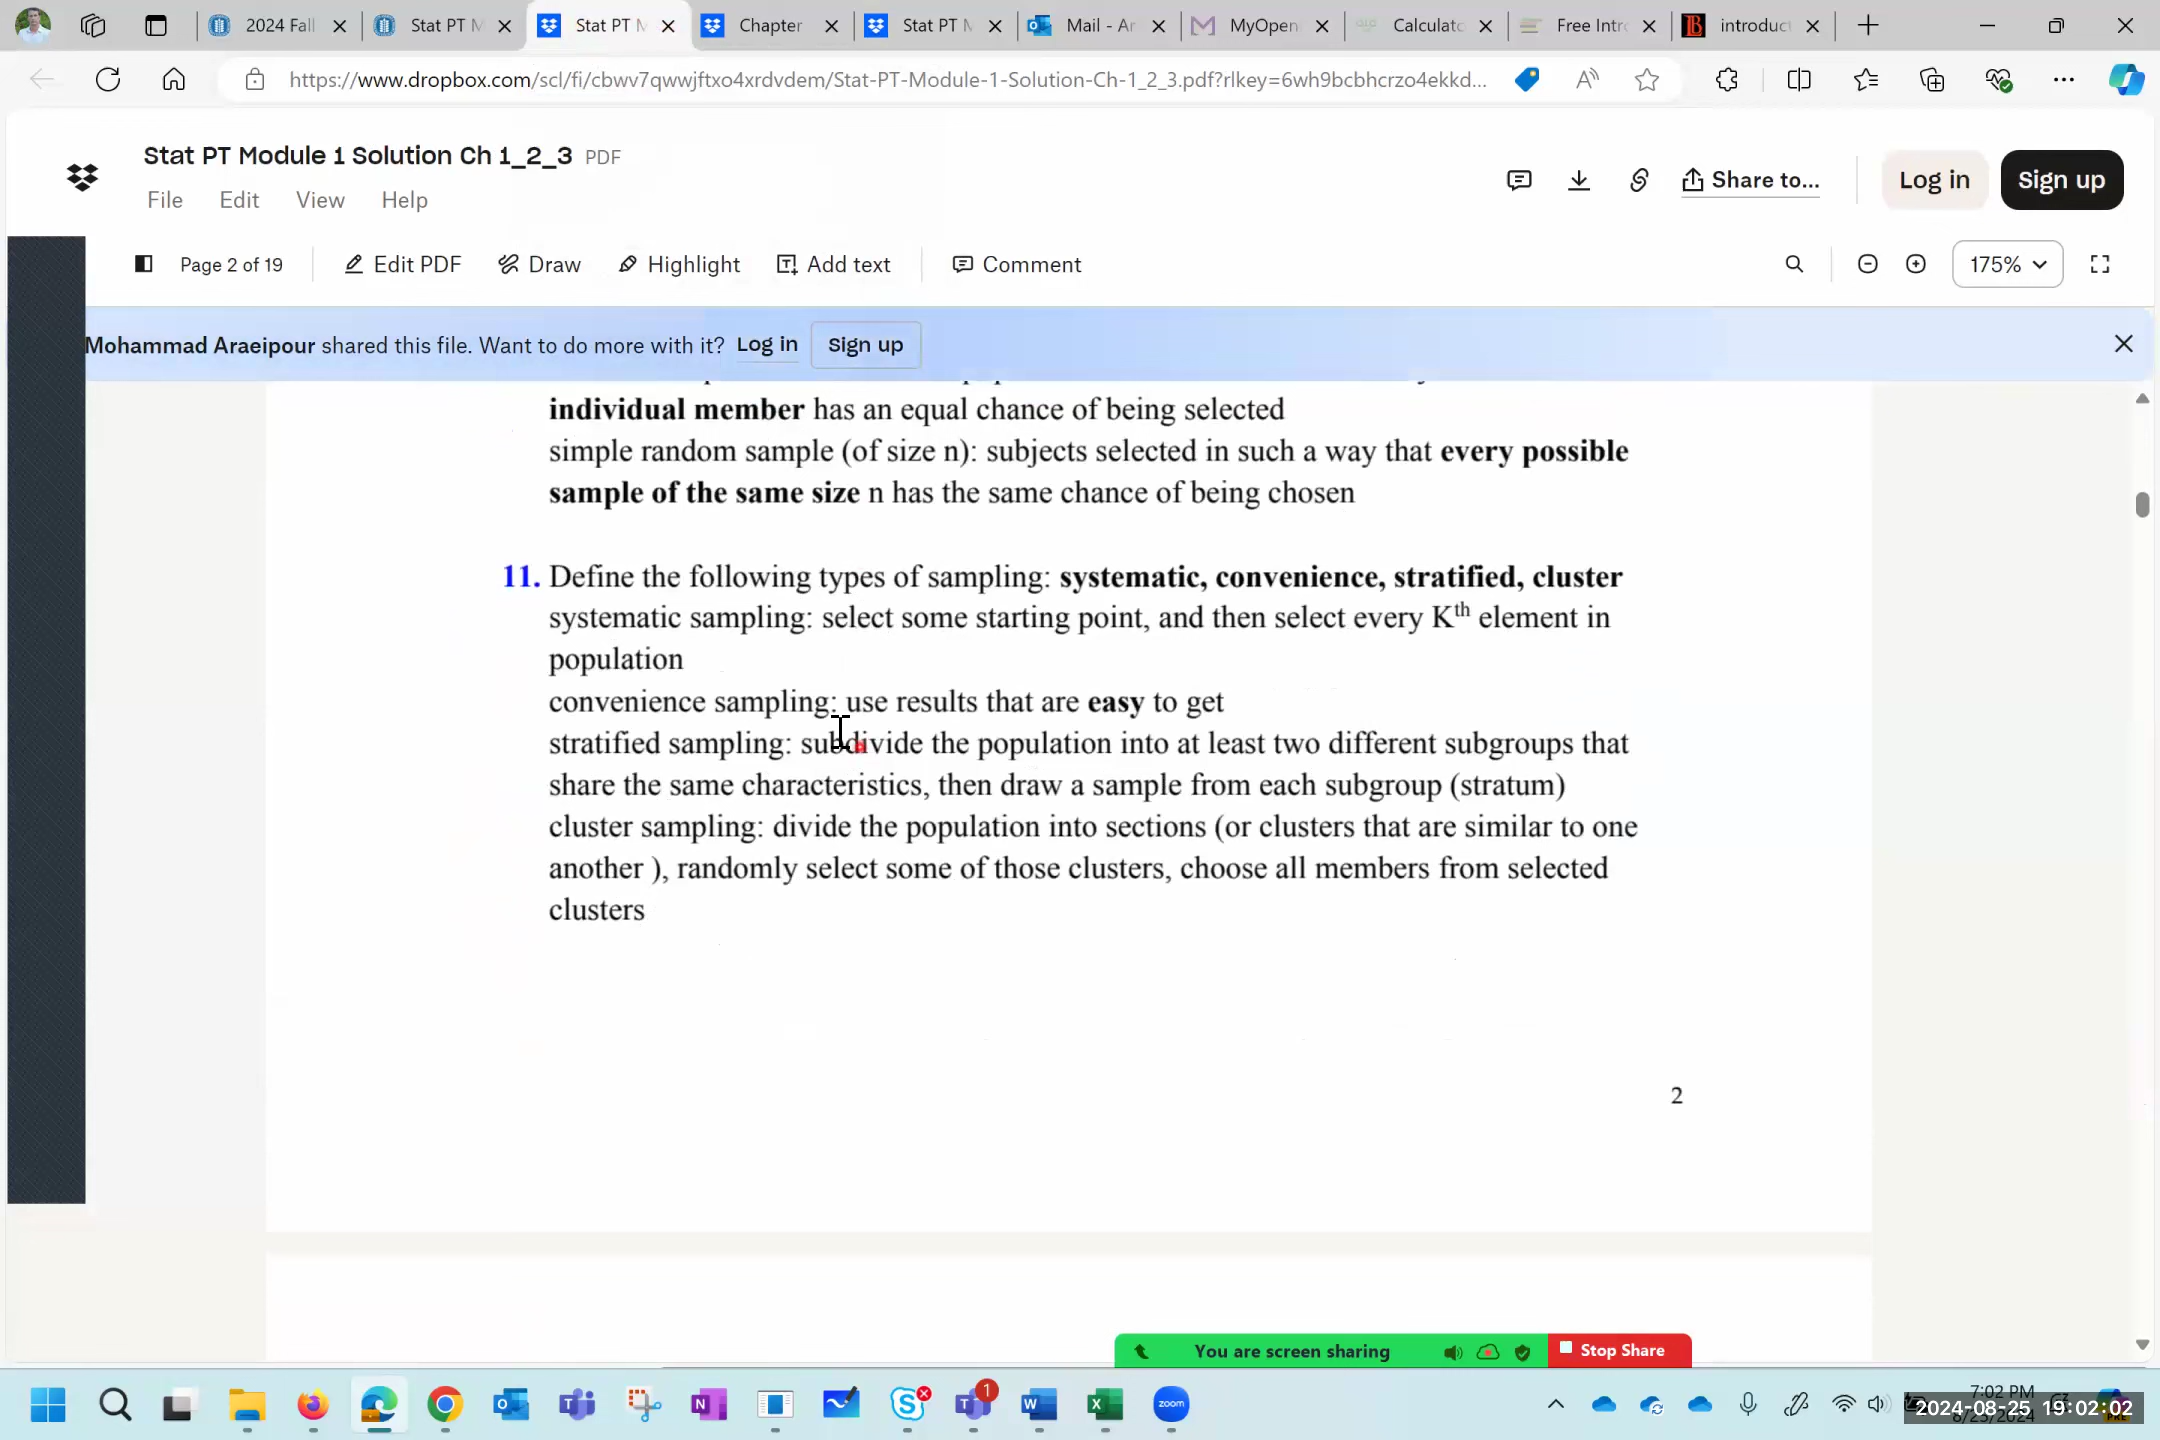 2024 Fall
Stat PT M
Stat PT M
Chapter
Stat PT M
Mail - Ar
MyOpen
Calculato
Free Intro
introduct
https://www.dropbox.com/scl/fi/cbwv7qwwjftxo4xrdvdem/Stat-PT-Module-1-Solution-Ch-1_2_3.pdf?rlkey=6wh9bcbhcrzo4ekkd...
Stat PT Module 1 Solution Ch 1_2_3 PDF
File Edit View Help
Share to...
Log in
Sign up
Page 2 of 19
Edit PDF
Draw
Highlight
Add text
Comment
175%
Mohammad Araeipour shared this file. Want to do more with it? Log in Sign up
individual member has an equal chance of being selected
simple random sample (of size n): subjects selected in such a way that every possible
sample of the same size n has the same chance of being chosen
11. Define the following types of sampling: systematic, convenience, stratified, cluster
systematic sampling: select some starting point, and then select every Kth element in
population
convenience sampling: use results that are easy to get
stratified sampling: subdivide the population into at least two different subgroups that
share the same characteristics, then draw a sample from each subgroup (stratum)
cluster sampling: divide the population into sections (or clusters that are similar to one
another ), randomly select some of those clusters, choose all members from selected
clusters
2
You are screen sharing
Stop Share
1
zoom
7:02 PM
2024-08-25 19:02:02